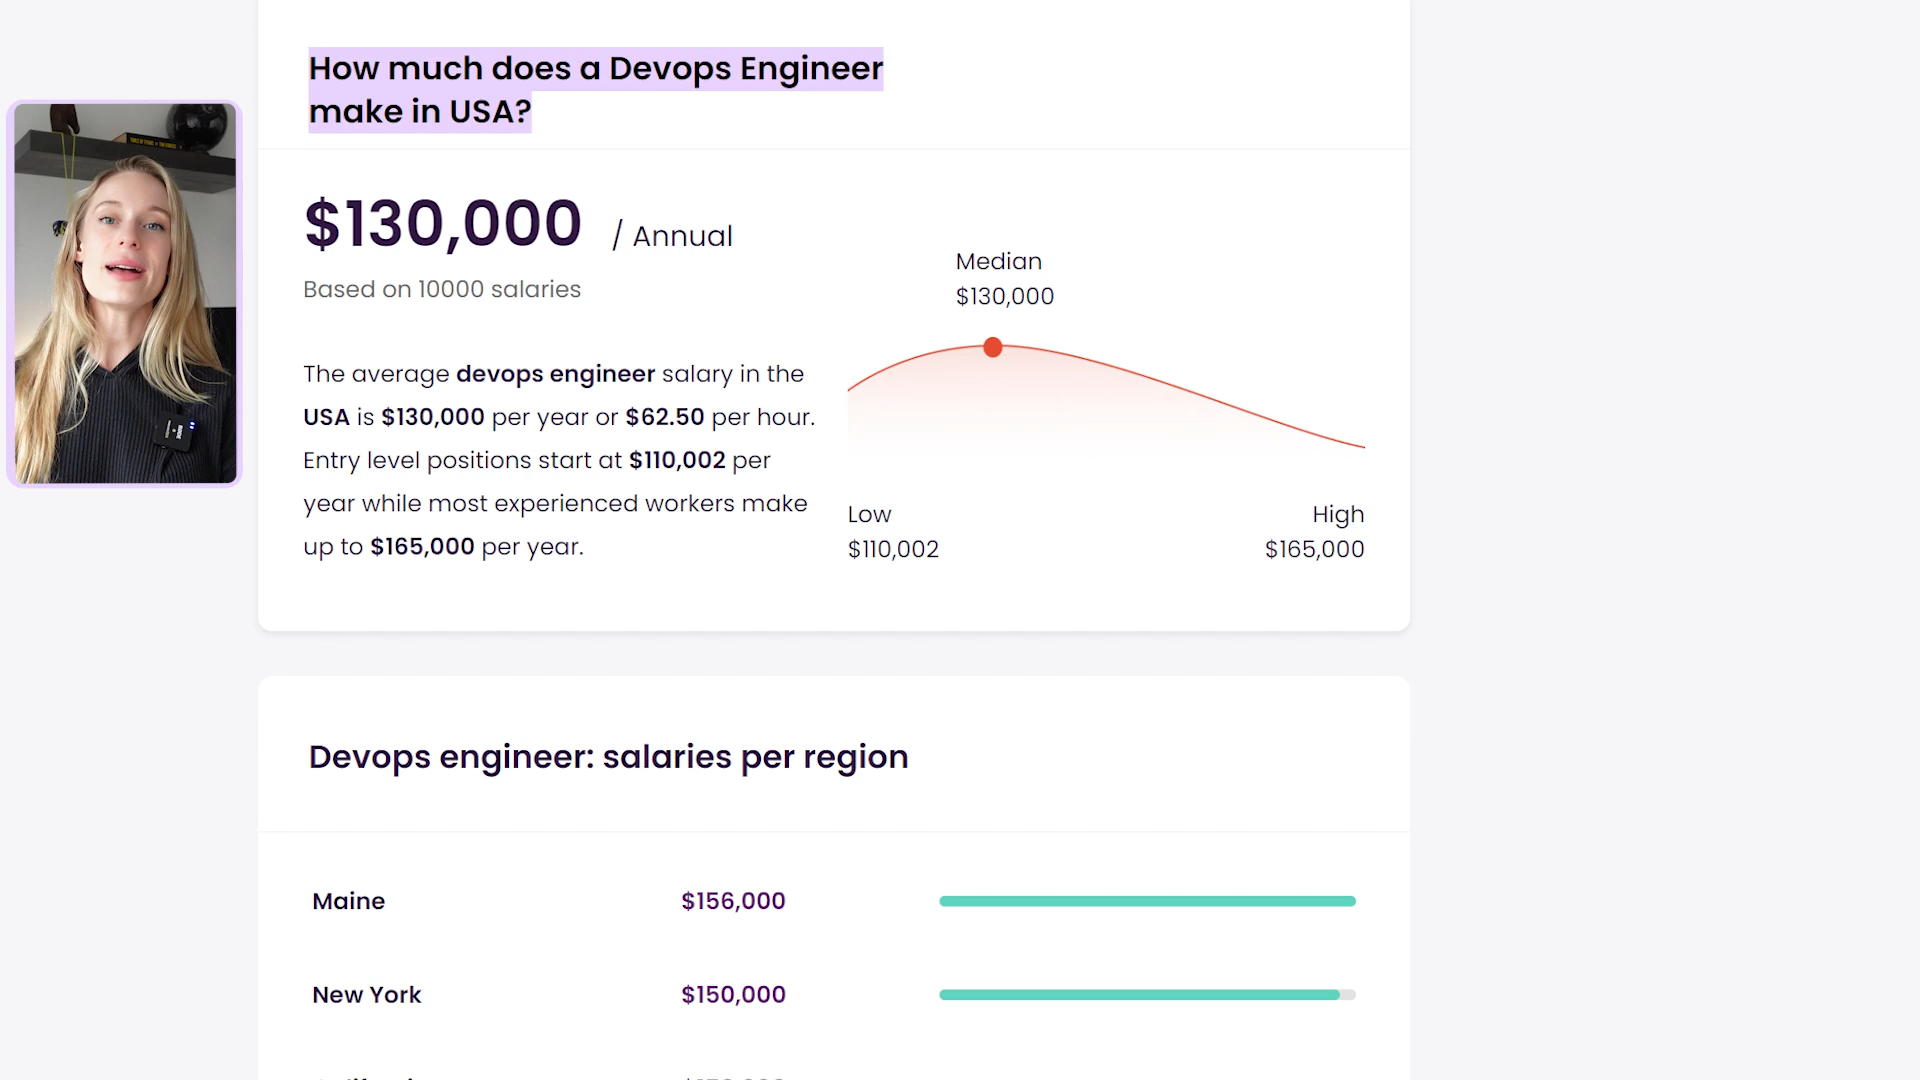 How much does a Devops Engineer
make in USA?
$130,000 / Annual
Based on 10000 salaries
The average devops engineer salary in the
USA is $130,000 per year or $62.50 per hour.
Entry level positions start at $110,002 per
year while most experienced workers make
up to $165,000 per year.
Median
$130,000
Low
$110,002
High
$165,000
Devops engineer: salaries per region
Maine $156,000
New York $150,000